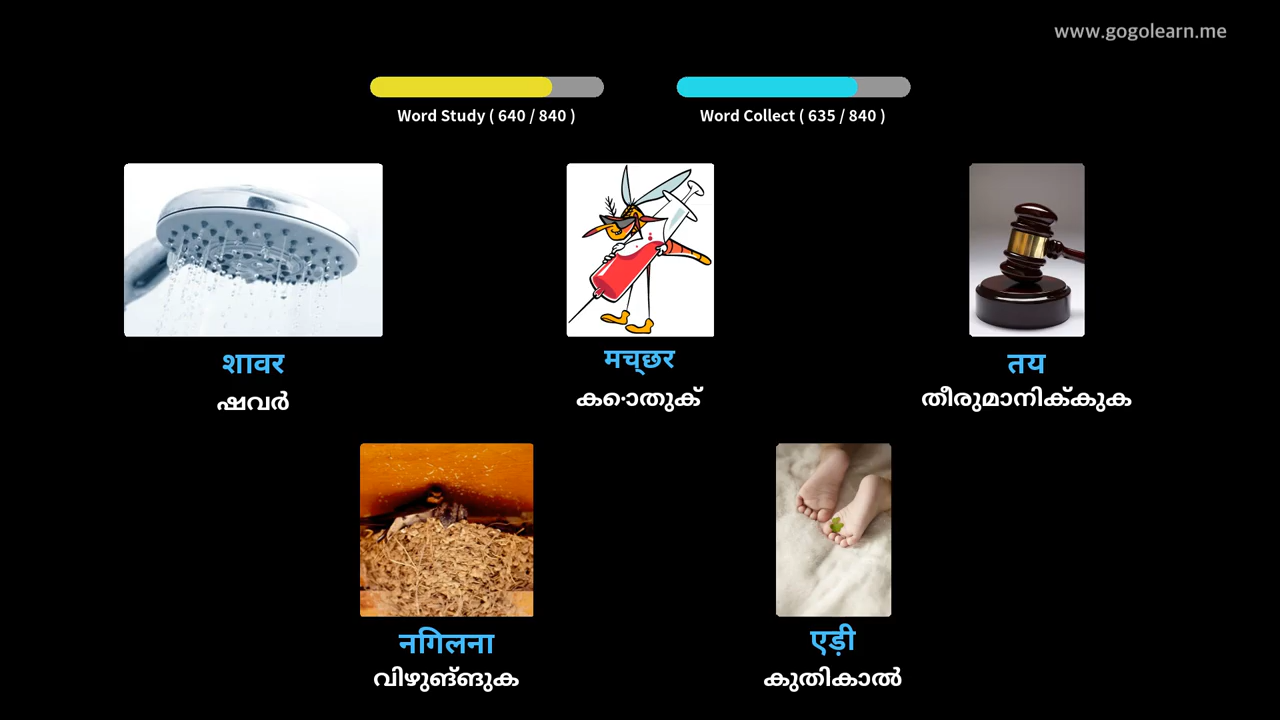 www.gogolearn.me
Word Study ( 640 / 840 )
Word Collect ( 635 / 840 )
शावर
मच्छर
तय
ഷവർ
കൊതുക്
തീരുമാനിക്കുക
नगिलना
एड़ी
വിഴുങ്ങുക
കുതികാൽ